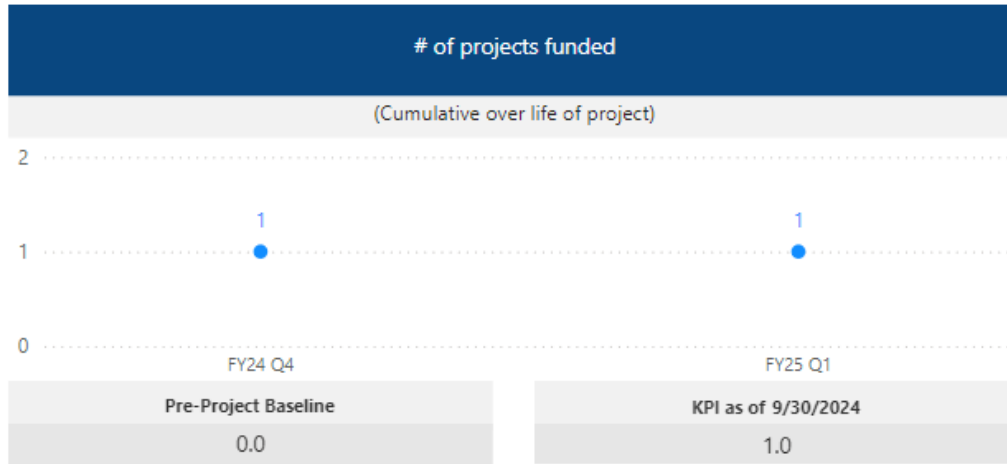 # of projects funded
(Cumulative over life of project)
2
1 1
1
0
FY24 Q4 FY25 Q1
Pre-Project Baseline KPI as of 9/30/2024
0.0 1.0